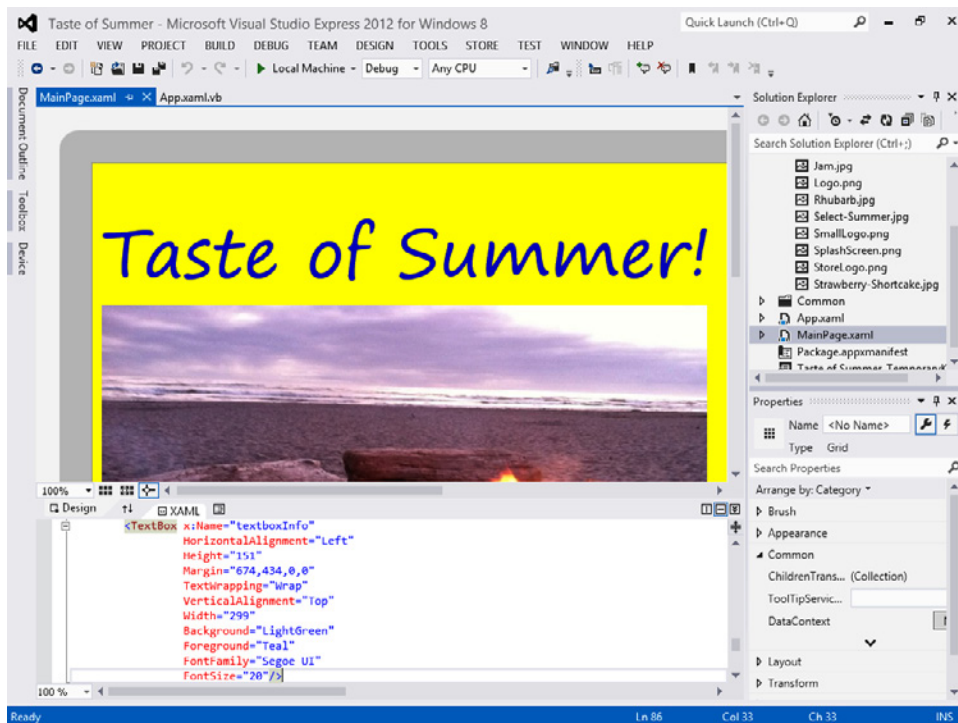 Taste of Summer - Microsoft Visual Studio Express 2012 for Windows 8
Quick Launch (Ctrl+Q)
FILE EDIT VIEW PROJECT BUILD DEBUG TEAM DESIGN TOOLS STORE TEST WINDOW HELP
Local Machine Debug Any CPU
Document Outline
Toolbox
Device
MainPage.xaml App.xaml.vb
Taste of Summer!
100%
Design XAML
<TextBox x:Name="textboxInfo"
HorizontalAlignment="Left"
Height="151"
Margin="674,434,0,0"
TextWrapping="Wrap"
VerticalAlignment="Top"
Width="299"
Background="LightGreen"
Foreground="Teal"
FontFamily="Segoe UI"
FontSize="20"/>
100 %
Solution Explorer
Search Solution Explorer (Ctrl+;)
Jam.jpg
Logo.png
Rhubarb.jpg
Select-Summer.jpg
SmallLogo.png
SplashScreen.png
StoreLogo.png
Strawberry-Shortcake.jpg
Common
App.xaml
MainPage.xaml
Package.appxmanifest
Taste of Summer_TemporaryK
Properties
Name <No Name>
Type Grid
Search Properties
Arrange by: Category
Brush
Appearance
Common
ChildrenTrans... (Collection)
ToolTipServic...
DataContext
Layout
Transform
Ready Ln 86 Col 33 Ch 33 INS